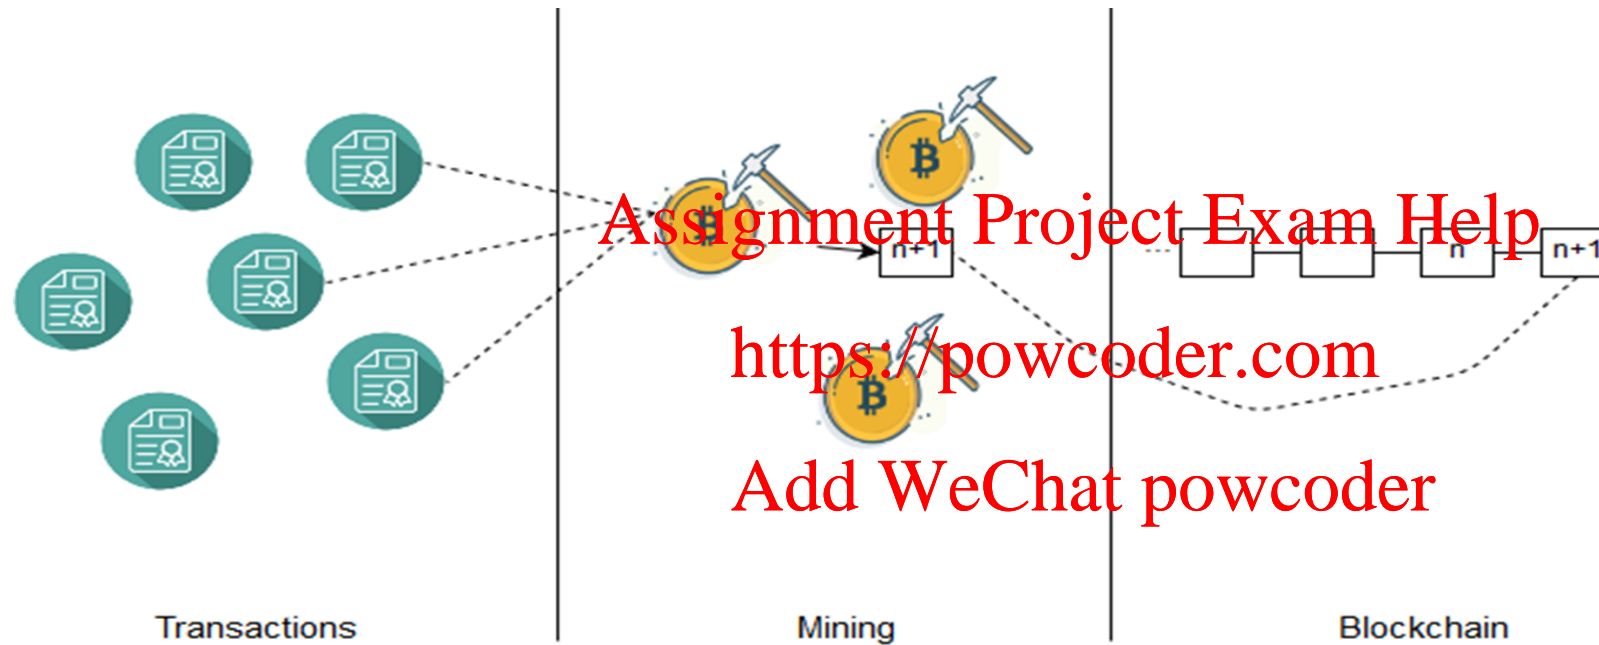 Assignment Project Exam Help
n+1
n
n+1
https://powcoder.com
Add WeChat powcoder
Transactions
Mining
Blockchain